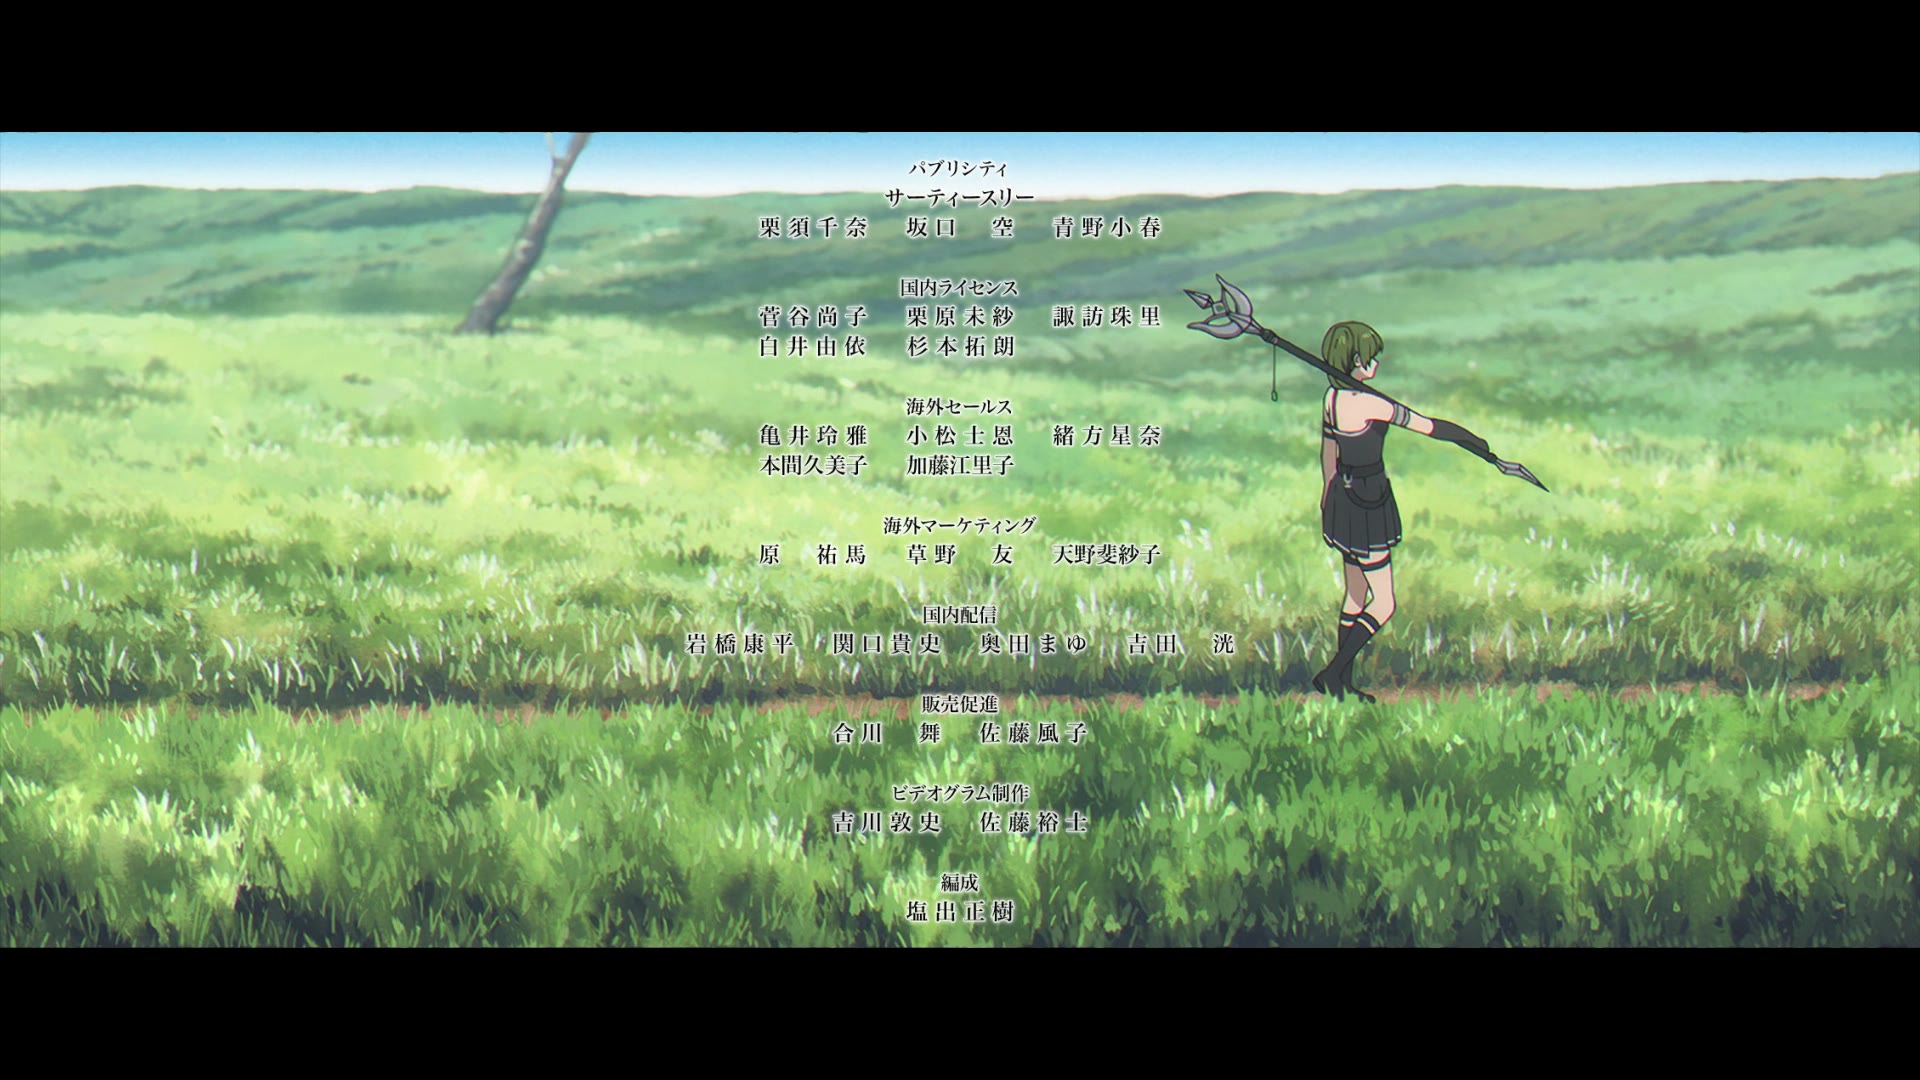 パブリシティ
サーティースリー
栗須千奈 坂口 空 青野小春
国内ライセンス
菅谷尚子 栗原未紗 諏訪珠里
白井由依 杉本拓朗
海外セールス
亀井玲雅 小松士恩 緒方星奈
本間久美子 加藤江里子
海外マーケティング
原 祐馬 草野 友 天野斐紗子
国内配信
岩橋康平 関口貴史 奥田まゆ 吉田 洸
販売促進
合川 舞 佐藤風子
ビデオグラム制作
吉川敦史 佐藤裕士
編成
塩出正樹